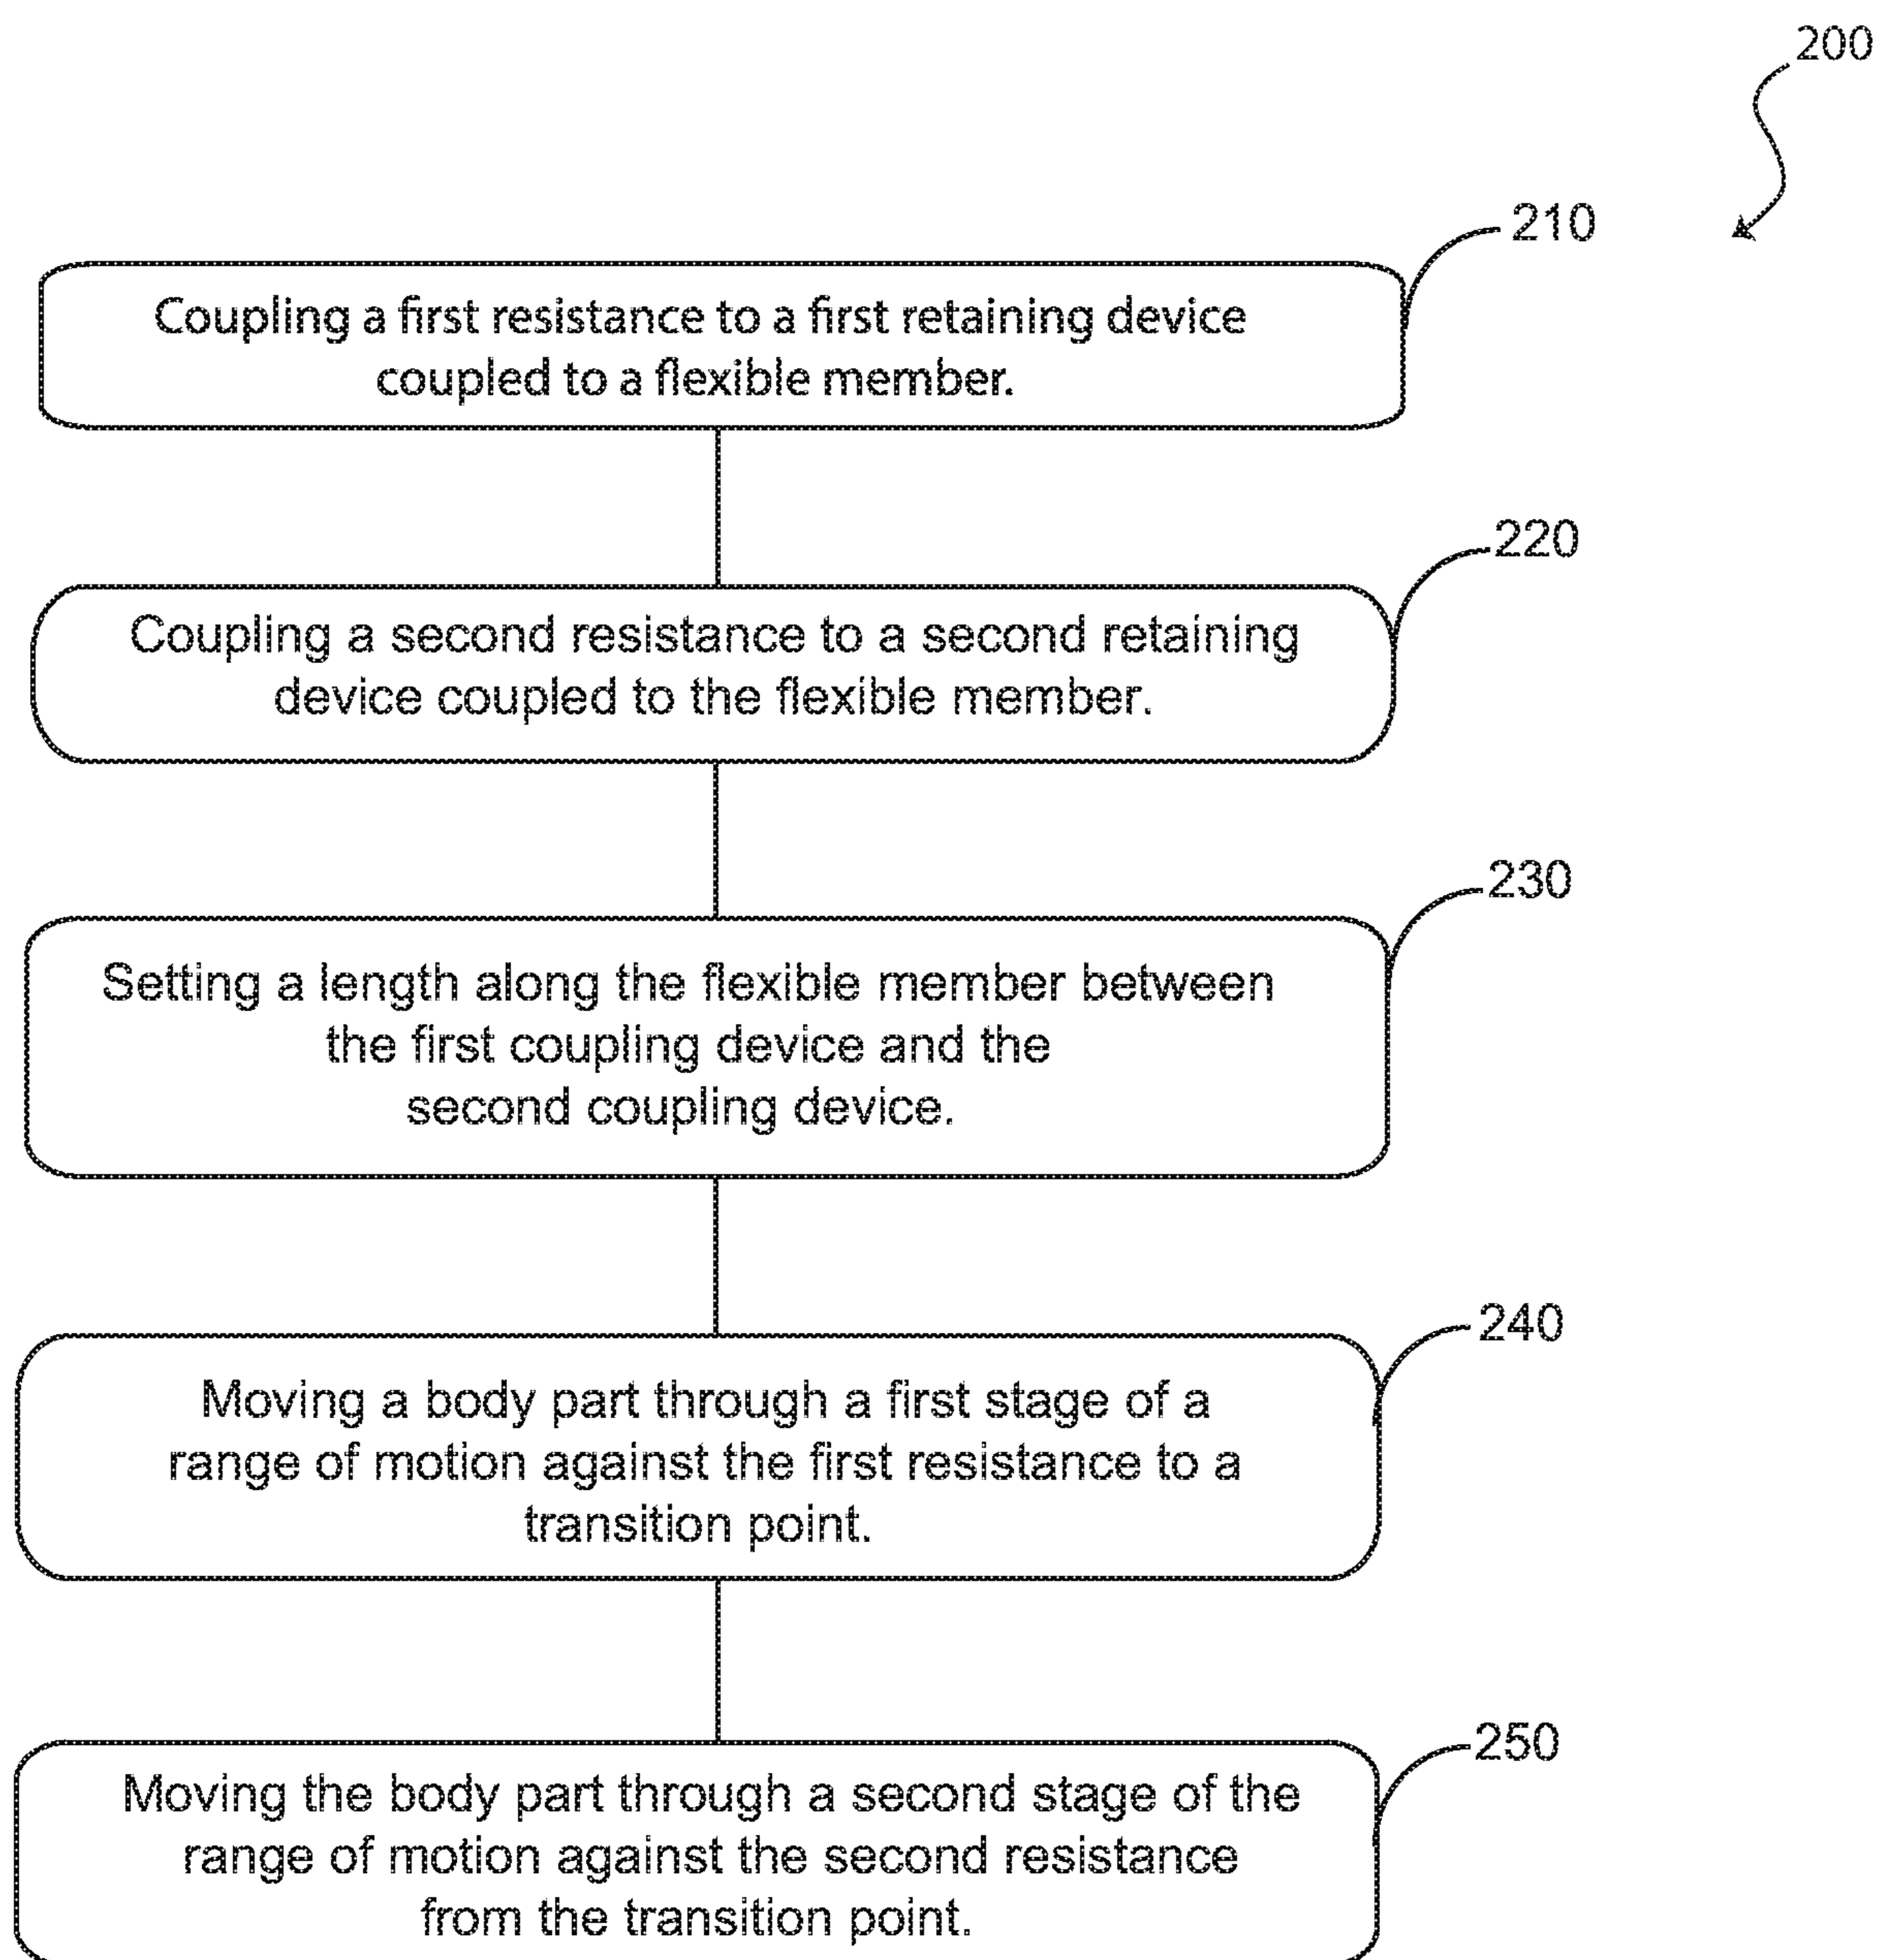 200
210
Coupling a first resistance to a first retaining device
coupled to a flexible member.
220
Coupling a second resistance to a second retaining
device coupled to the flexible member.
230
Setting a length along the flexible member between
the first coupling device and the
second coupling device.
240
Moving a body part through a first stage of a
range of motion against the first resistance to a
transition point.
250
Moving the body part through a second stage of the
range of motion against the second resistance
from the transition point.